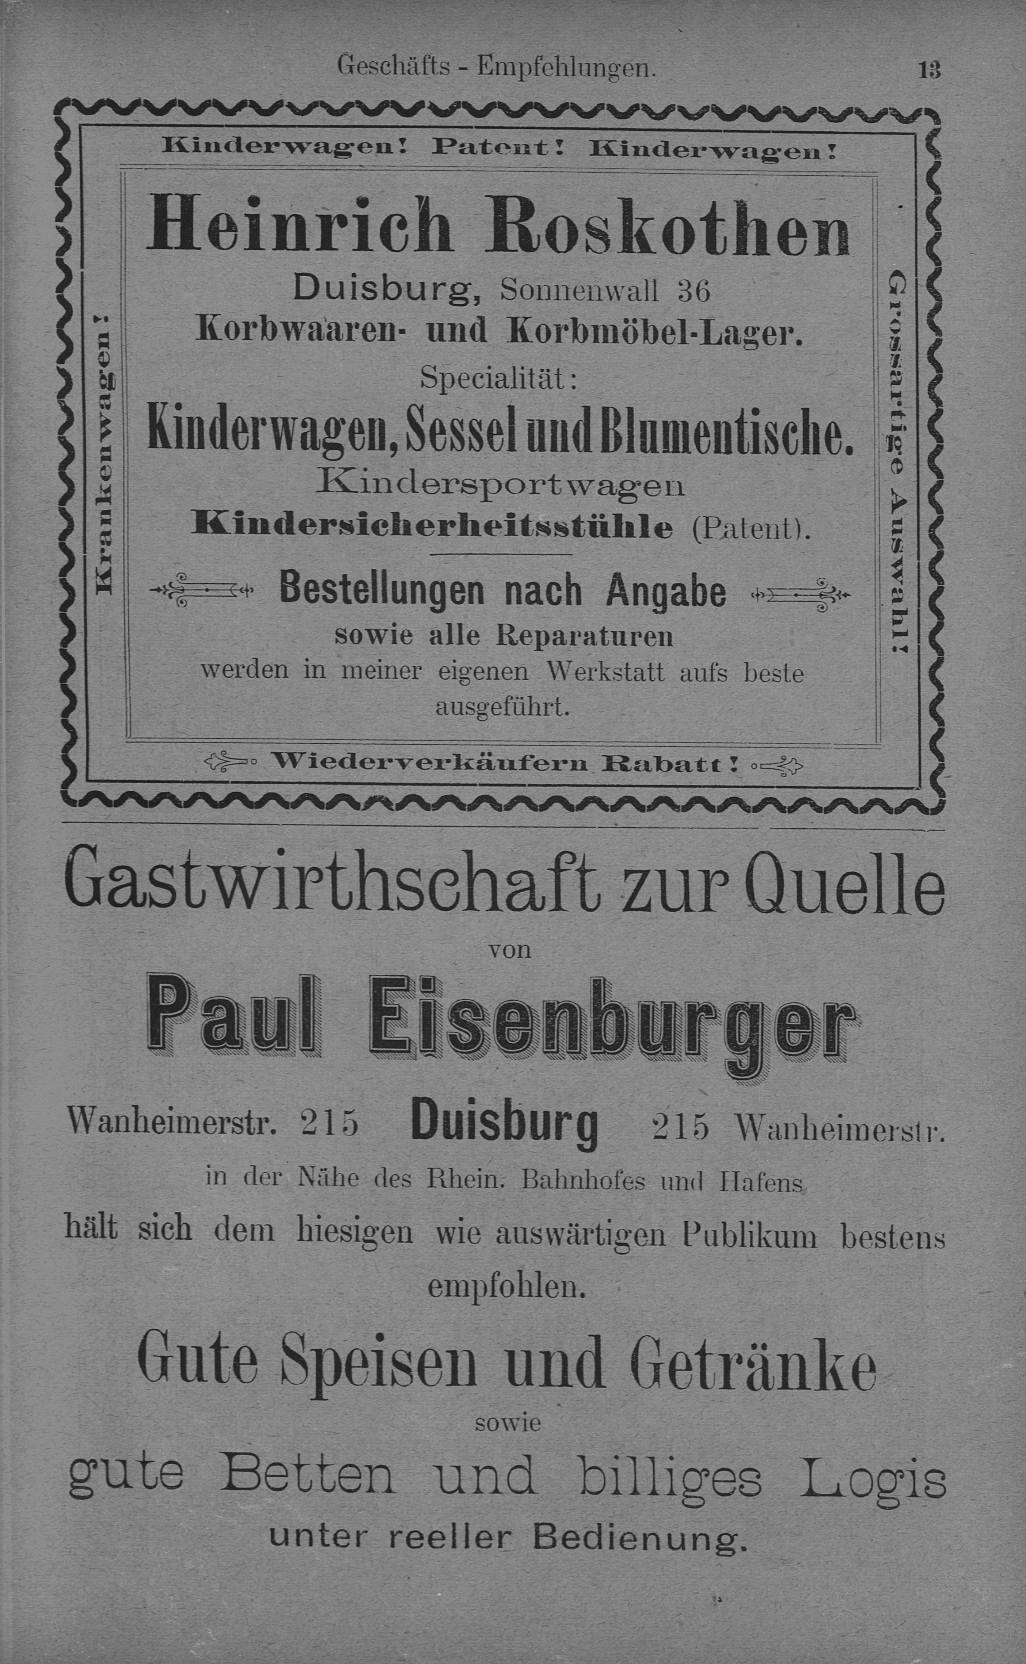 Geschäfts - Empfehlungen. 13
Kinderwagen! Patent! Kinderwagen!
Krankenwagen!
Heinrich Roskothen
Duisburg, Sonnenwall 36
Korbwaaren- und Korbmöbel-Lager.
Specialität:
Kinderwagen, Sessel und Blumentische.
Kindersportwagen
Kindersicherheitsstühle (Patent).
Bestellungen nach Angabe
sowie alle Reparaturen
werden in meiner eigenen Werkstatt aufs beste
ausgeführt.
Grossartige Auswahl!
Wiederverkäufern Rabatt!
Gastwirthschaft zur Quelle
von
Paul Eisenburger
Wanheimerstr. 215 Duisburg 215 Wanheimerstr.
in der Nähe des Rhein. Bahnhofes und Hafens
hält sich dem hiesigen wie auswärtigen Publikum bestens
empfohlen.
Gute Speisen und Getränke
sowie
gute Betten und billiges Logis
unter reeller Bedienung.